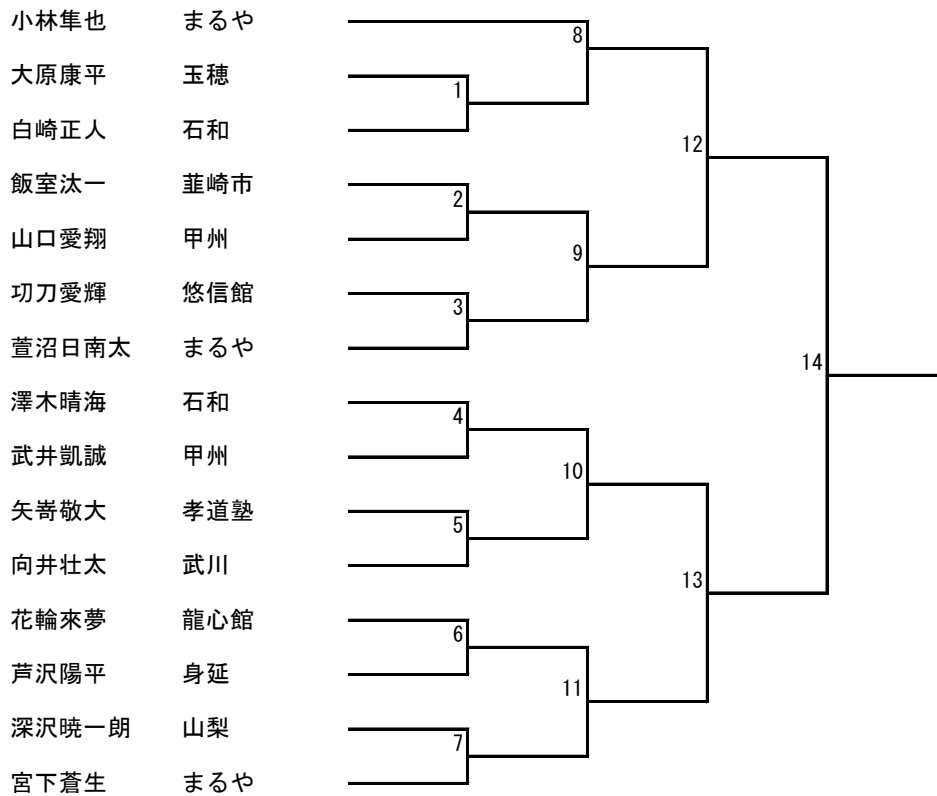 小林隼也 まるや
8
大原康平 玉穂
1
白崎正人 石和
12
飯室汰一 韮崎市
2
山口愛翔 甲州
9
功刀愛輝 悠信館
3
萱沼日南太 まるや
14
澤木晴海 石和
4
武井凱誠 甲州
10
矢嵜敬大 孝道塾
5
向井壮太 武川
13
花輪來夢 龍心館
6
芦沢陽平 身延
11
深沢暁一朗 山梨
7
宮下蒼生 まるや